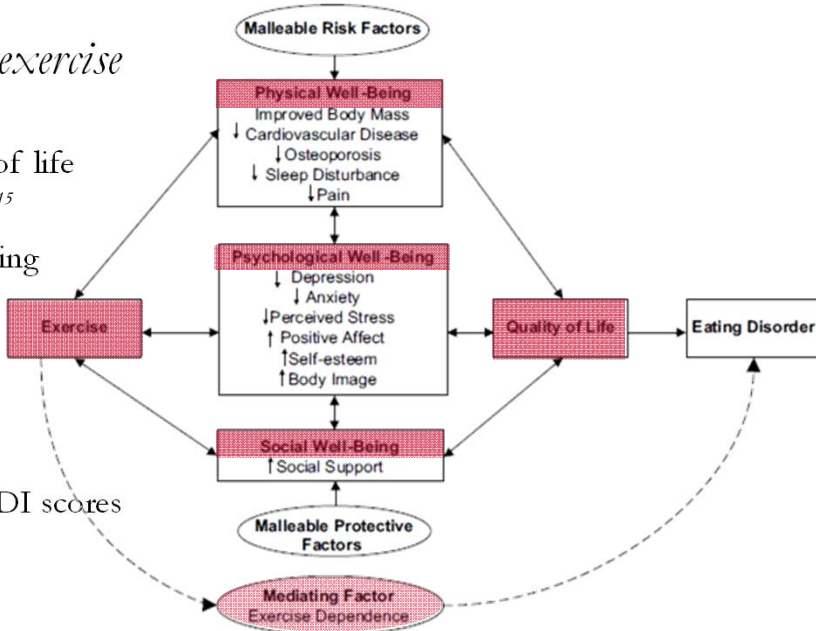 exercise
of life
15
ing
DI scores
Malleable Risk Factors
Physical Well-Being
Improved Body Mass
↓ Cardiovascular Disease
↓Osteoporosis
↓ Sleep Disturbance
↓Pain
Psychological Well-Being
↓ Depression
↓ Anxiety
↓Perceived Stress
↑ Positive Affect
↑Self-esteem
↑Body Image
Exercise
Quality of Life
Eating Disorder
Social Well-Being
↑Social Support
Malleable Protective
Factors
Mediating Factor
Exercise Dependence